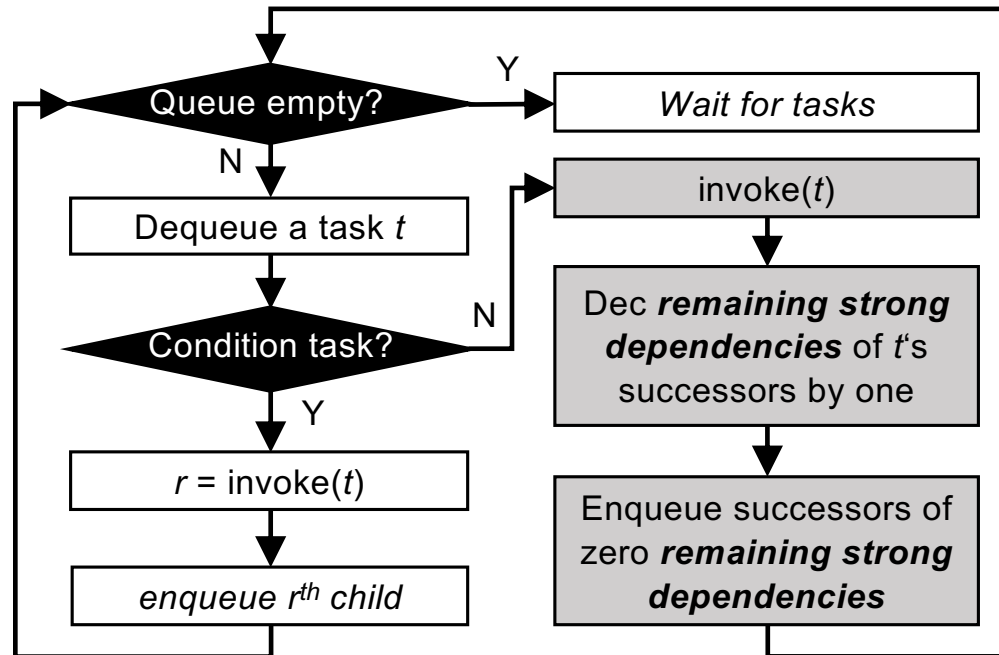 Queue empty?
Y
Wait for tasks
N
Dequeue a task t
invoke(t)
Condition task?
N
Dec remaining strong
dependencies of t‘s
successors by one
Y
r = invoke(t)
enqueue rth child
Enqueue successors of
zero remaining strong
dependencies